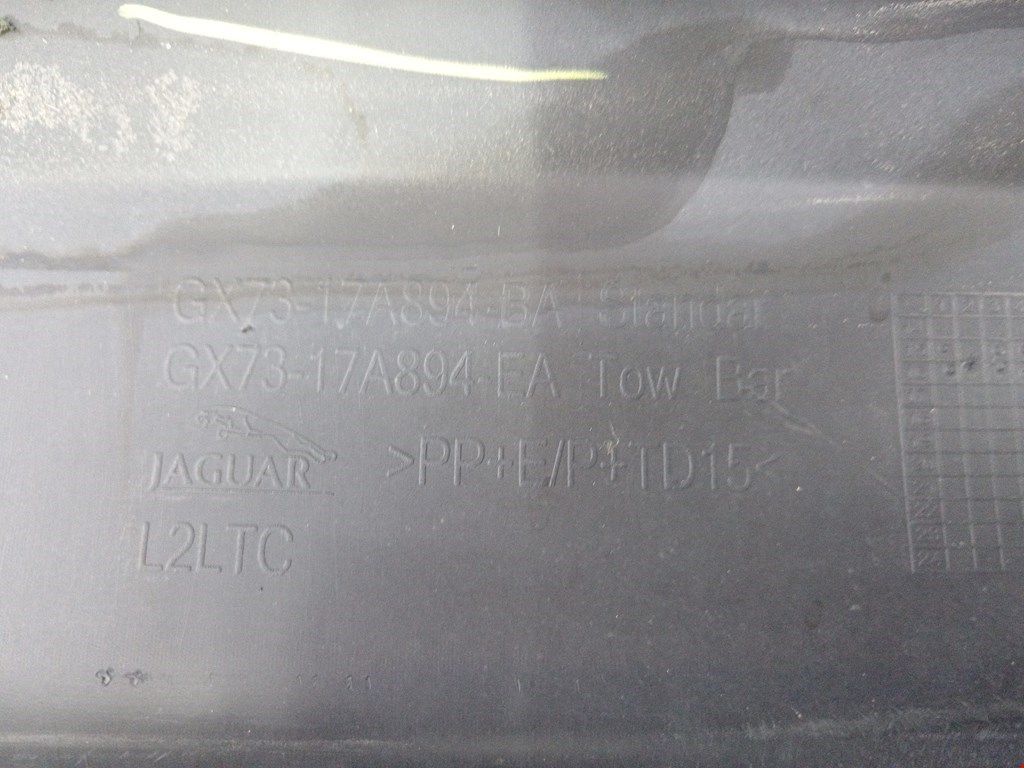 GX73-17A894-BA Standar
GX73-17A894-EA Tow Bar
JAGUAR
>PP+E/P+TD15<
L2LTC